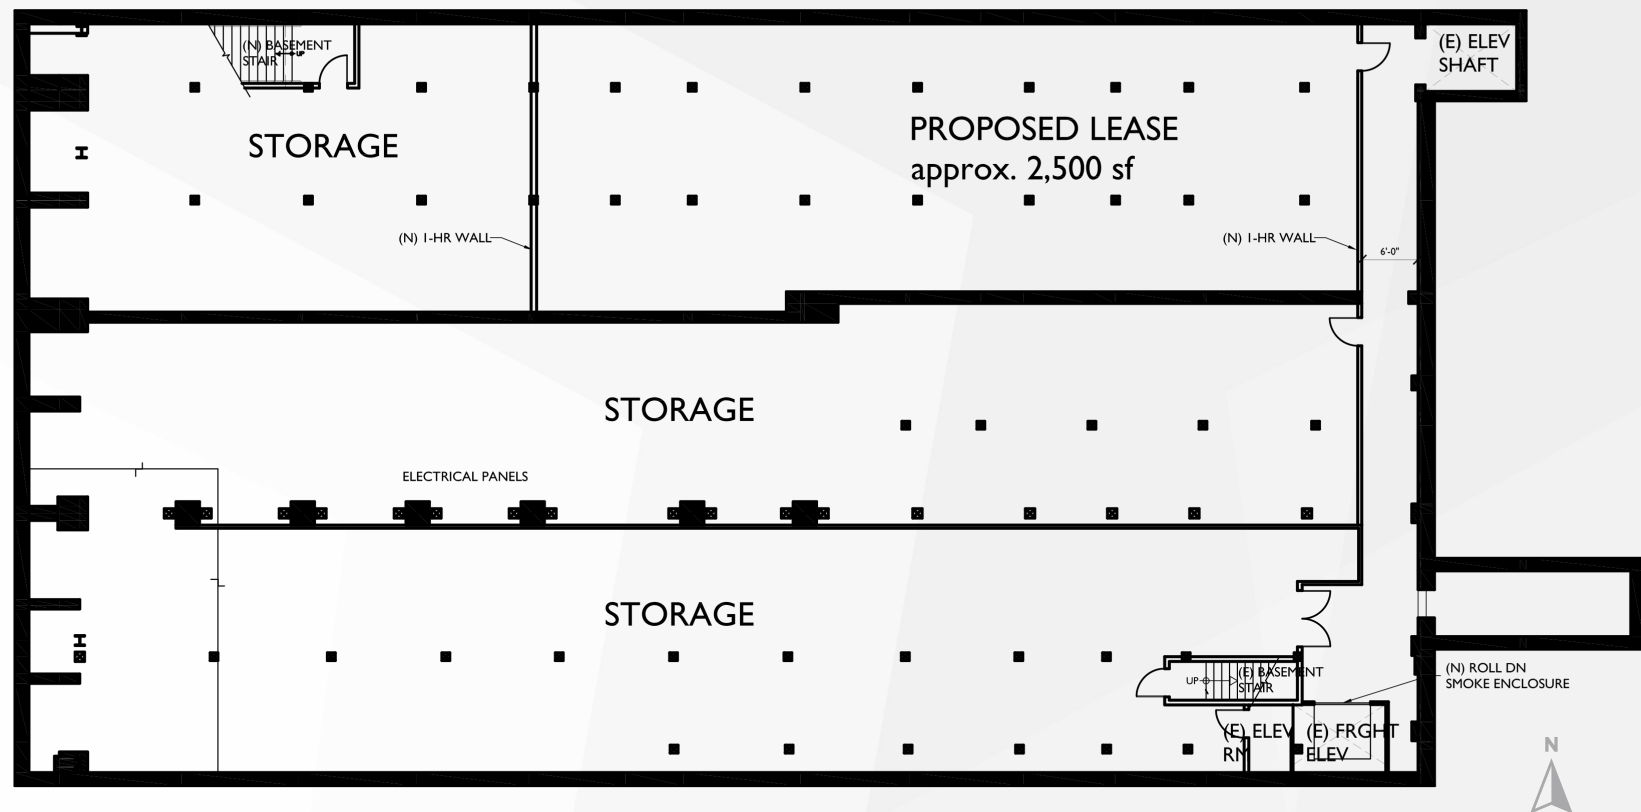 (N) BASEMENT
STAIR
UP
(E) ELEV
SHAFT
STORAGE
PROPOSED LEASE
approx. 2,500 sf
(N) 1-HR WALL
(N) 1-HR WALL
6'-0"
STORAGE
ELECTRICAL PANELS
STORAGE
UP
(E) BASEMENT
STAIR
(N) ROLL DN
SMOKE ENCLOSURE
(E) ELEV
RM
(E) FRGHT
ELEV
N